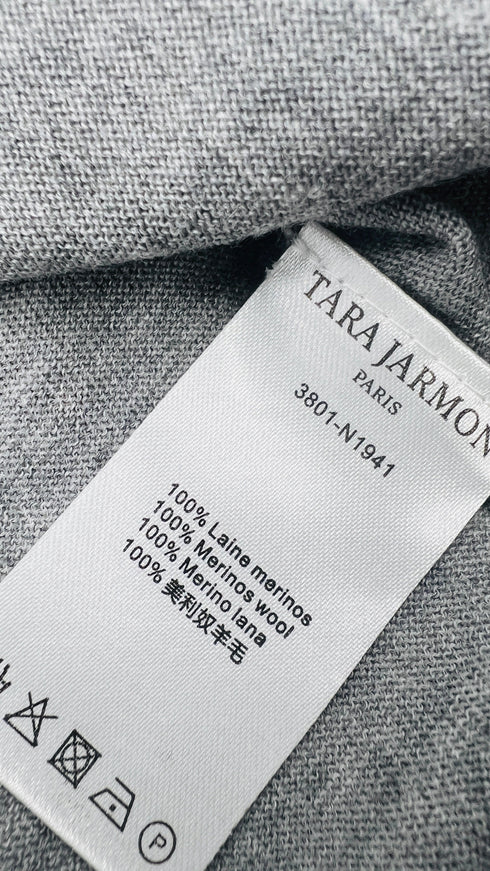 TARA JARMON
PARIS
3801-N1941
100% Laine merinos
100% Merinos wool
100% Merino lana
100% 美利奴羊毛
P